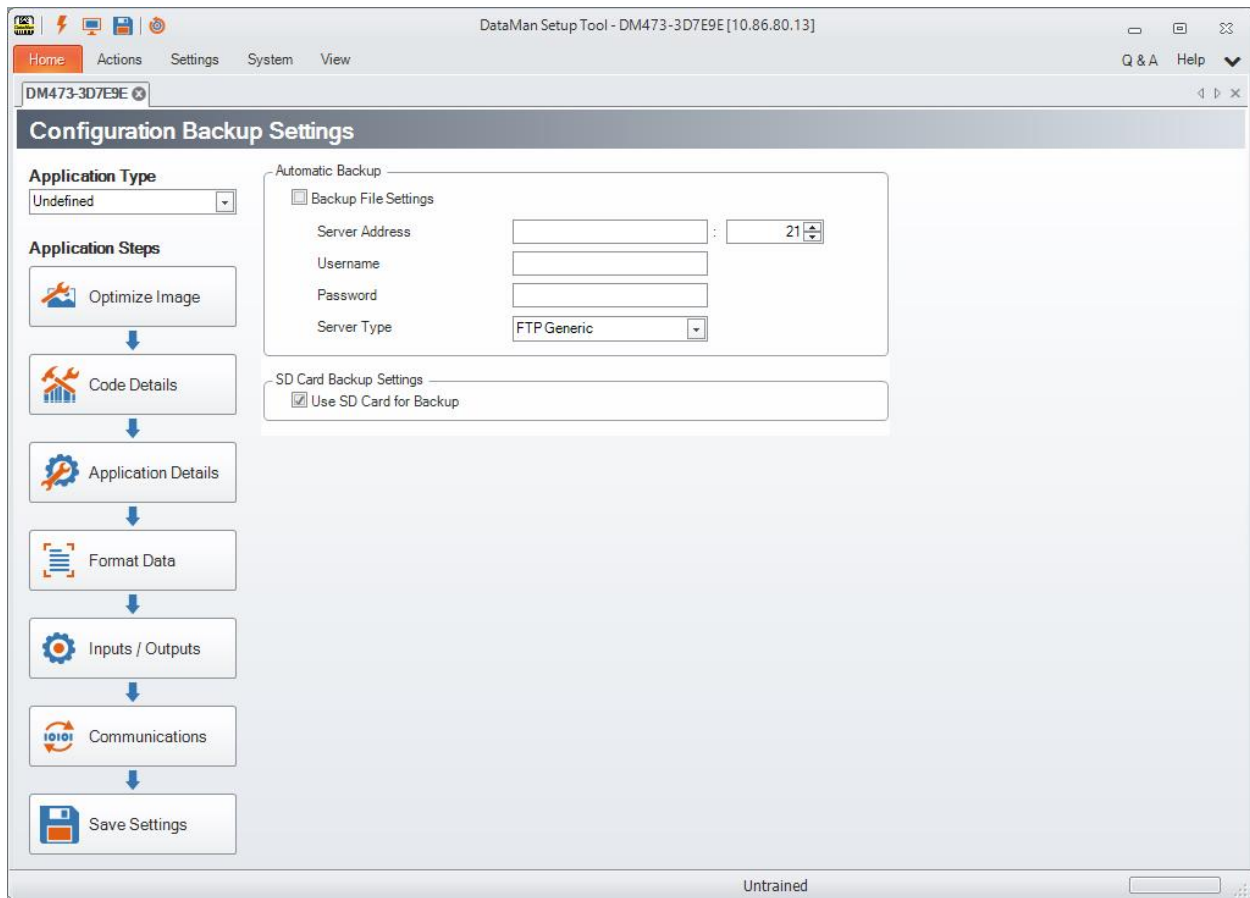 DataMan Setup Tool - DM473-3D7E9E [10.86.80.13]
Home Actions Settings System View Q & A Help
DM473-3D7E9E
Configuration Backup Settings
Application Type
Undefined
Application Steps
Optimize Image
Code Details
Application Details
Format Data
Inputs / Outputs
10101
Communications
Save Settings
Automatic Backup
Backup File Settings
Server Address : 21
Username
Password
Server Type FTP Generic
SD Card Backup Settings
Use SD Card for Backup
Untrained